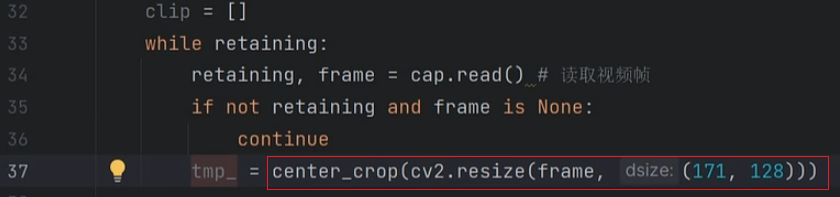 32 clip = []
33 while retaining:
34 retaining, frame = cap.read() # 读取视频帧
35 if not retaining and frame is None:
36 continue
37 tmp_ = center_crop(cv2.resize(frame, dsize: (171, 128)))